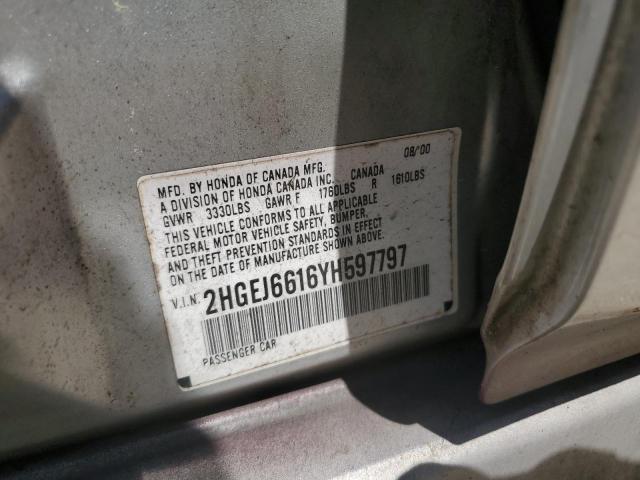 08/00
MFD. BY HONDA OF CANADA MFG.
A DIVISION OF HONDA CANADA INC. CANADA
GVWR 3330LBS GAWR F 1760LBS R 1610LBS
THIS VEHICLE CONFORMS TO ALL APPLICABLE
FEDERAL MOTOR VEHICLE SAFETY, BUMPER,
AND THEFT PREVENTION STANDARDS IN EFFECT
ON THE DATE OF MANUFACTURE SHOWN ABOVE.
V.I.N: 2HGEJ6616YH597797
PASSENGER CAR